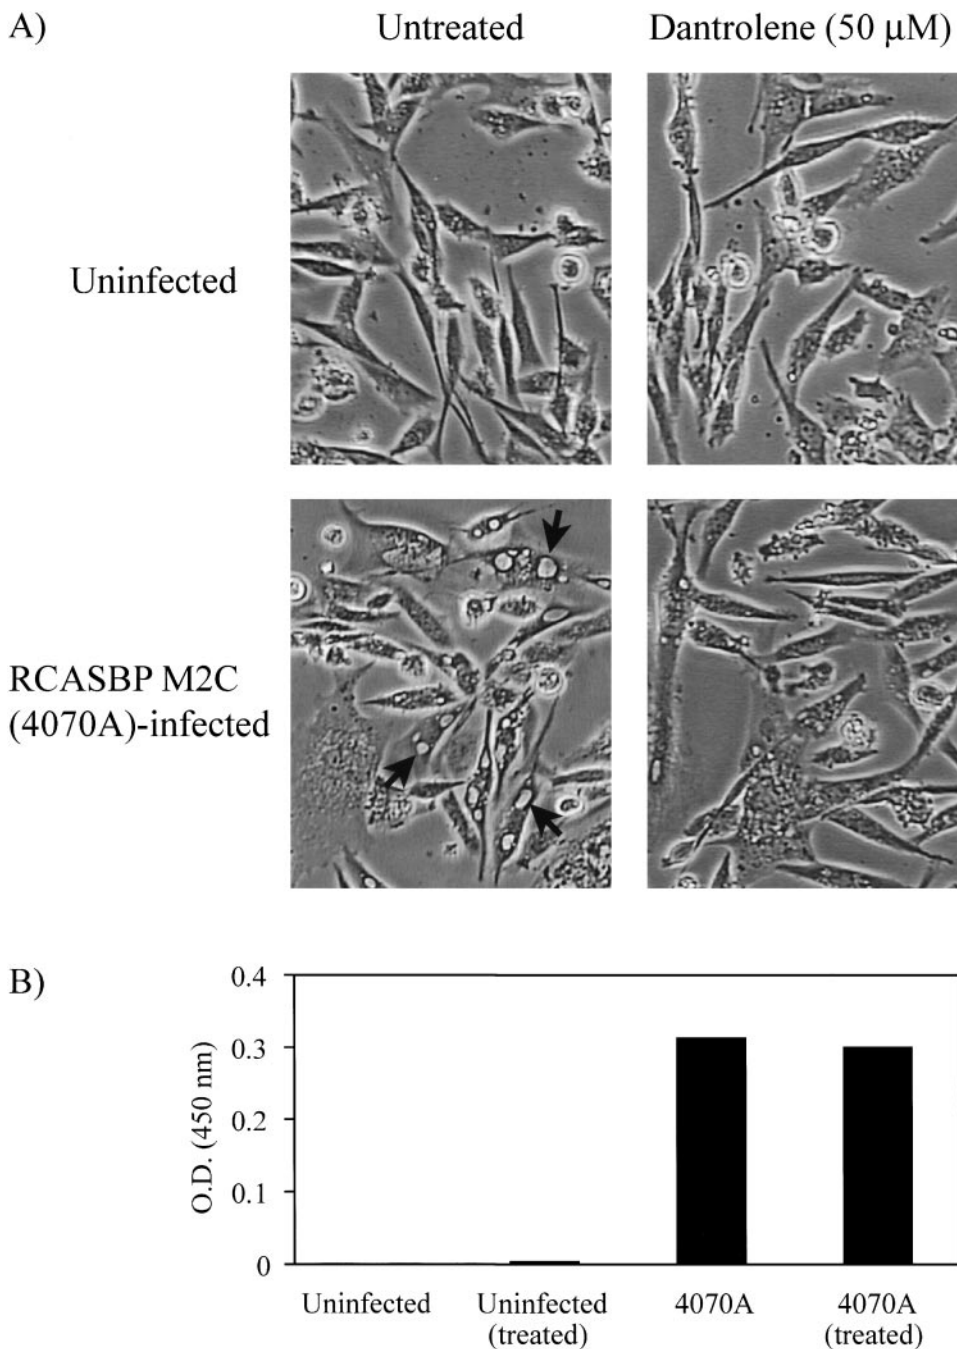 A)
Untreated
Dantrolene (50 μM)
Uninfected
RCASBP M2C
(4070A)-infected
B)
O.D. (450 nm)
0.4
0.3
0.2
0.1
0
Uninfected
Uninfected
(treated)
4070A
4070A
(treated)